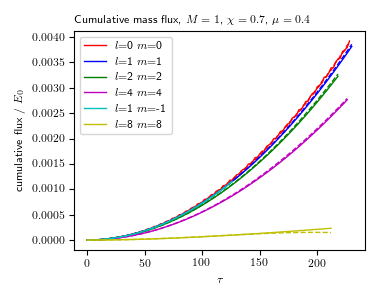 Cumulative mass flux, M = 1, χ = 0.7, μ = 0.4
cumulative flux / E₀
0.0040
0.0035
0.0030
0.0025
0.0020
0.0015
0.0010
0.0005
0.0000
l=0 m=0
l=1 m=1
l=2 m=2
l=4 m=4
l=1 m=-1
l=8 m=8
0 50 100 150 200
τ